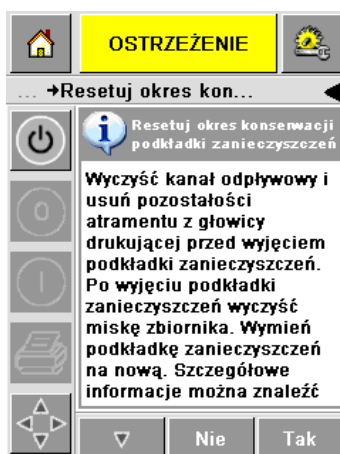 OSTRZEŻENIE
... →Resetuj okres kon...
Resetuj okres konserwacji
podkładki zanieczyszczeń
Wyczyść kanał odpływowy i
usuń pozostałości
atramentu z głowicy
drukującej przed wyjęciem
podkładki zanieczyszczeń.
Po wyjęciu podkładki
zanieczyszczeń wyczyść
miskę zbiornika. Wymień
podkładkę zanieczyszczeń
na nową. Szczegółowe
informacje można znaleźć
Nie
Tak